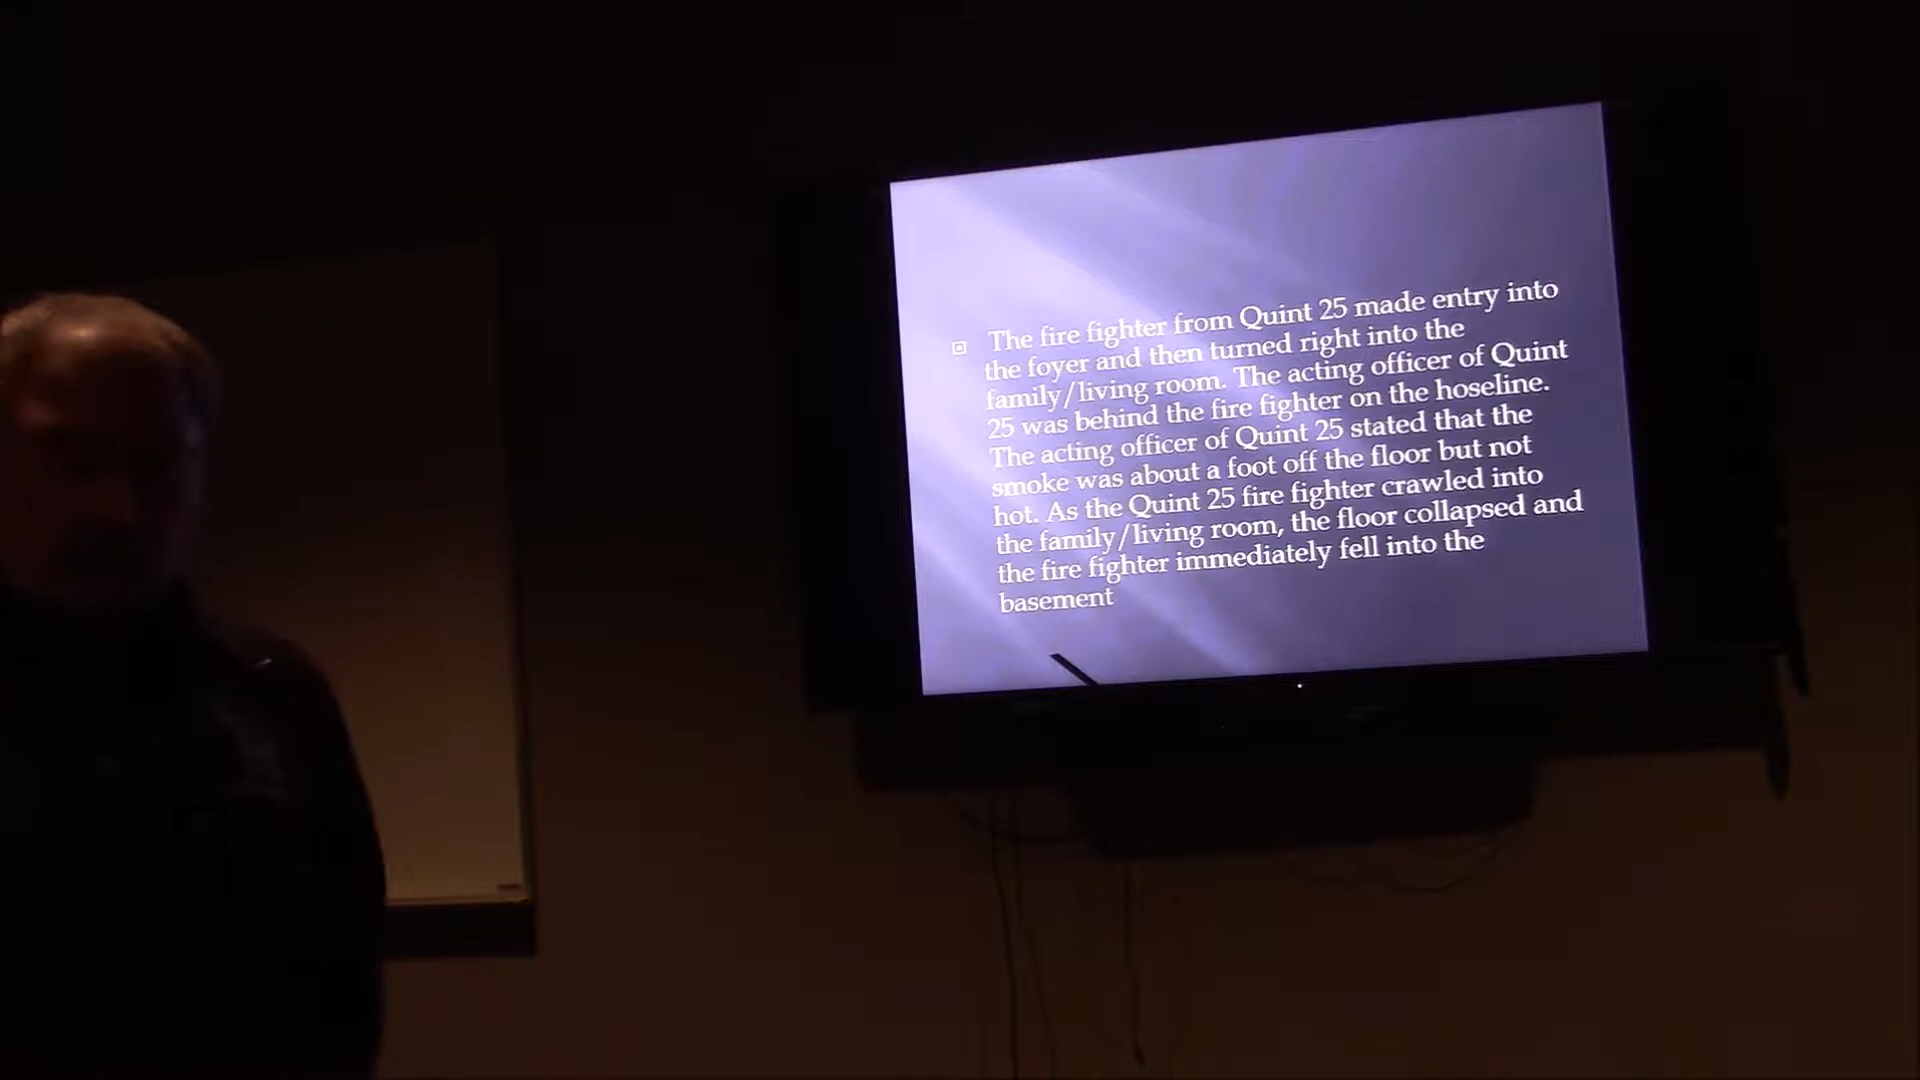 The fire fighter from Quint 25 made entry into
the foyer and then turned right into the
family/living room. The acting officer of Quint
25 was behind the fire fighter on the hoseline.
The acting officer of Quint 25 stated that the
smoke was about a foot off the floor but not
hot. As the Quint 25 fire fighter crawled into
the family/living room, the floor collapsed and
the fire fighter immediately fell into the
basement